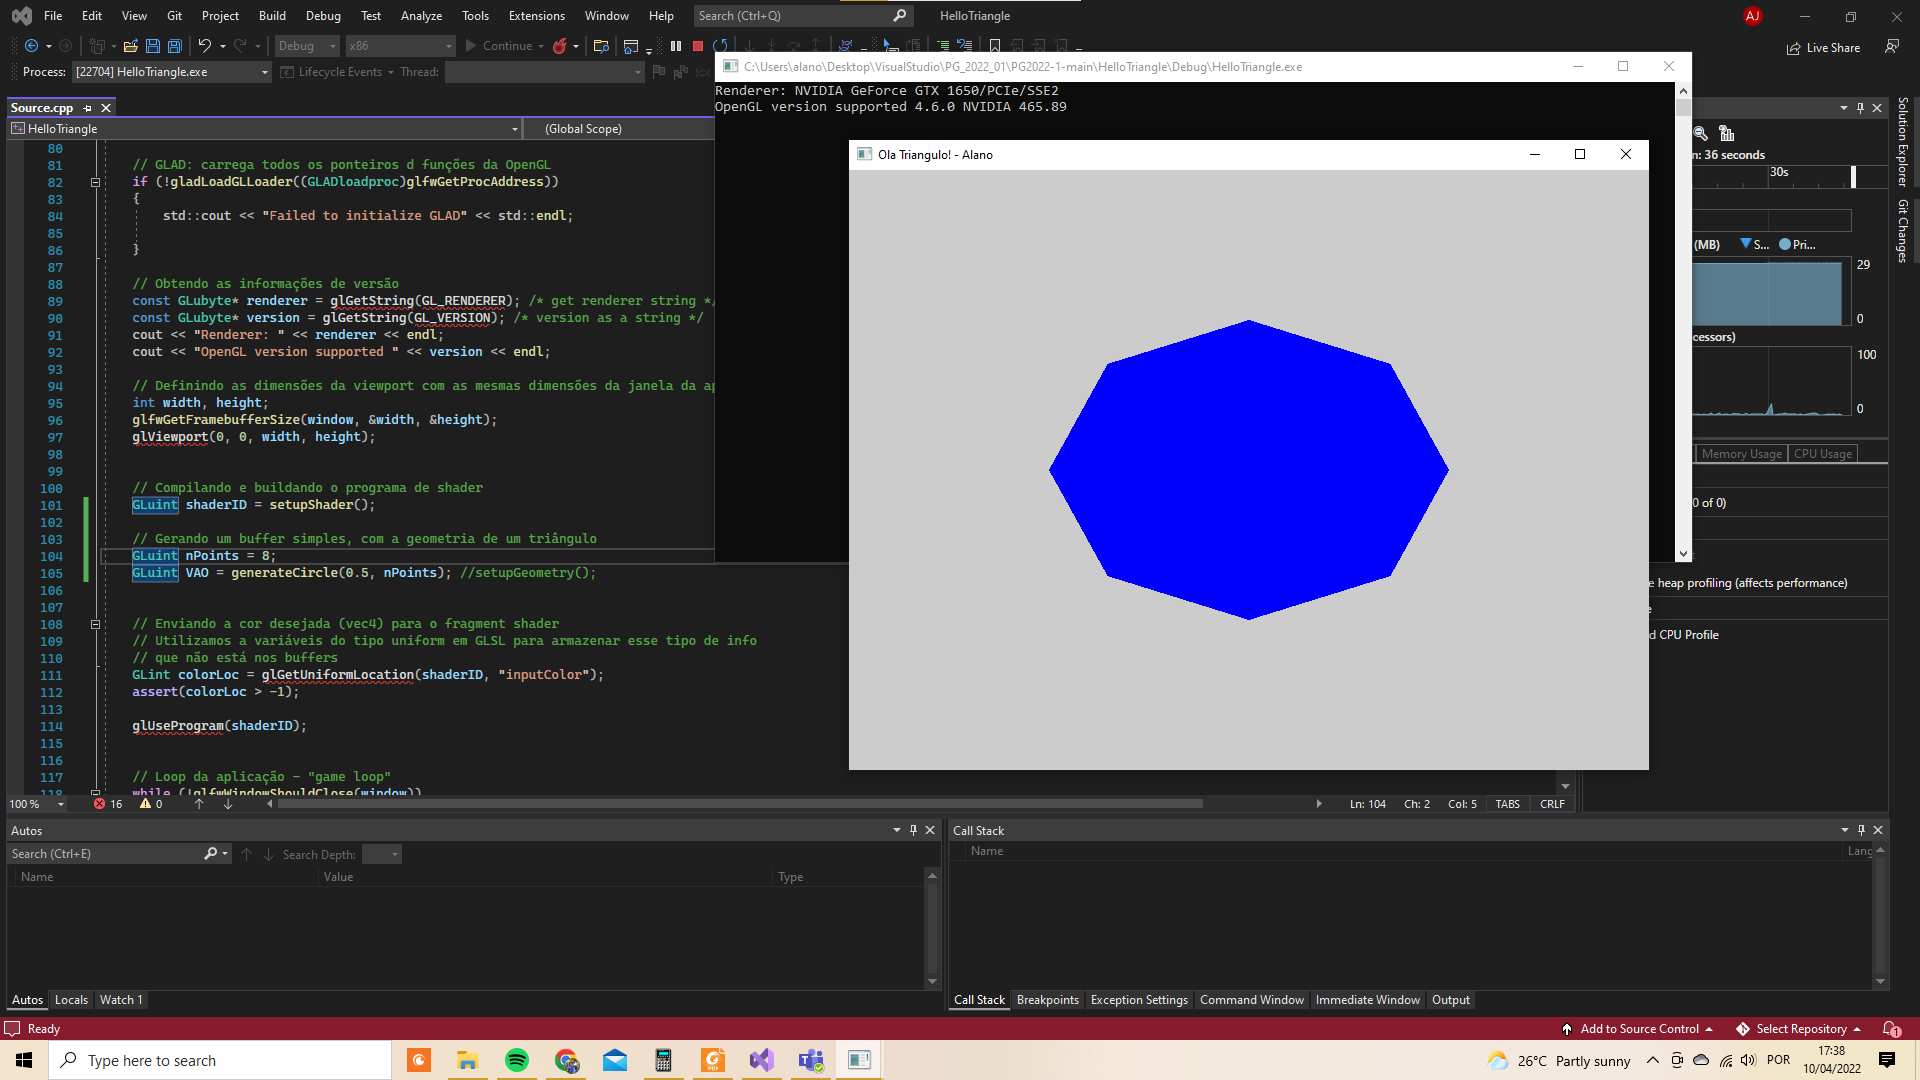 File Edit View Git Project Build Debug Test Analyze Tools Extensions Window Help Search (Ctrl+Q) HelloTriangle AJ
Debug x86 Continue Live Share
Process: [22704] HelloTriangle.exe Lifecycle Events Thread:
C:\Users\alano\Desktop\VisualStudio\PG_2022_01\PG2022-1-main\HelloTriangle\Debug\HelloTriangle.exe
Renderer: NVIDIA GeForce GTX 1650/PCIe/SSE2
OpenGL version supported 4.6.0 NVIDIA 465.89
Ola Triangulo! - Alano
Source.cpp
HelloTriangle (Global Scope)
80
81 // GLAD: carrega todos os ponteiros d funções da OpenGL
82 if (!gladLoadGLLoader((GLADloadproc)glfwGetProcAddress))
83 {
84 std::cout << "Failed to initialize GLAD" << std::endl;
85
86 }
87
88 // Obtendo as informações de versão
89 const GLubyte* renderer = glGetString(GL_RENDERER); /* get renderer string */
90 const GLubyte* version = glGetString(GL_VERSION); /* version as a string */
91 cout << "Renderer: " << renderer << endl;
92 cout << "OpenGL version supported " << version << endl;
93
94 // Definindo as dimensões da viewport com as mesmas dimensões da janela da ap
95 int width, height;
96 glfwGetFramebufferSize(window, &width, &height);
97 glViewport(0, 0, width, height);
98
99
100 // Compilando e buildando o programa de shader
101 GLuint shaderID = setupShader();
102
103 // Gerando um buffer simples, com a geometria de um triângulo
104 GLuint nPoints = 8;
105 GLuint VAO = generateCircle(0.5, nPoints); //setupGeometry();
106
107
108 // Enviando a cor desejada (vec4) para o fragment shader
109 // Utilizamos a variáveis do tipo uniform em GLSL para armazenar esse tipo de info
110 // que não está nos buffers
111 GLint colorLoc = glGetUniformLocation(shaderID, "inputColor");
112 assert(colorLoc > -1);
113
114 glUseProgram(shaderID);
115
116
117 // Loop da aplicação - "game loop"
118 while (!glfwWindowShouldClose(window))
100 % 16 0 Ln: 104 Ch: 2 Col: 5 TABS CRLF
n: 36 seconds
30s
(MB) S... Pri...
29
0
cessors)
100
0
Memory Usage CPU Usage
0 of 0)
e heap profiling (affects performance)
e
d CPU Profile
Solution Explorer
Git Changes
Autos
Search (Ctrl+E) Search Depth:
Name Value Type
Autos Locals Watch 1
Call Stack
Name Lang
Call Stack Breakpoints Exception Settings Command Window Immediate Window Output
Ready Add to Source Control Select Repository 1
Type here to search 26°C Partly sunny POR 17:38
10/04/2022